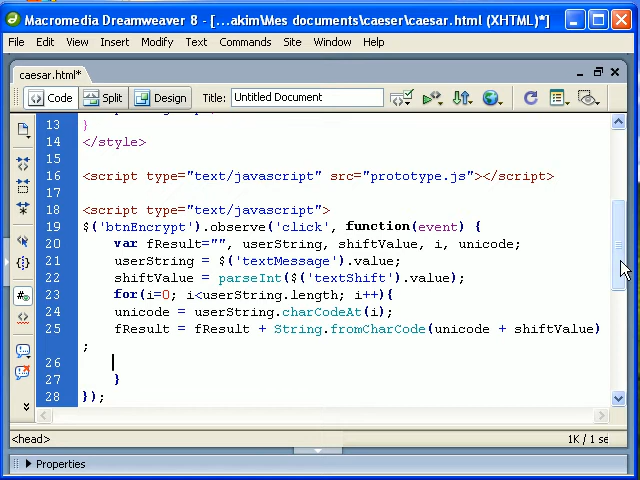 Macromedia Dreamweaver 8 - [...akim\Mes documents\caeser\caesar.html (XHTML)*]
File Edit View Insert Modify Text Commands Site Window Help
caesar.html*
Code Split Design Title: Untitled Document
13 }
14 </style>
15
16 <script type="text/javascript" src="prototype.js"></script>
17
18 <script type="text/javascript">
19 $('btnEncrypt').observe('click', function(event) {
20 var fResult="", userString, shiftValue, i, unicode;
21 userString = $('textMessage').value;
22 shiftValue = parseInt($('textShift').value);
23 for(i=0; i<userString.length; i++){
24 unicode = userString.charCodeAt(i);
25 fResult = fResult + String.fromCharCode(unicode + shiftValue)
;
26
27 }
28 });
<head> 1K / 1 se
Properties